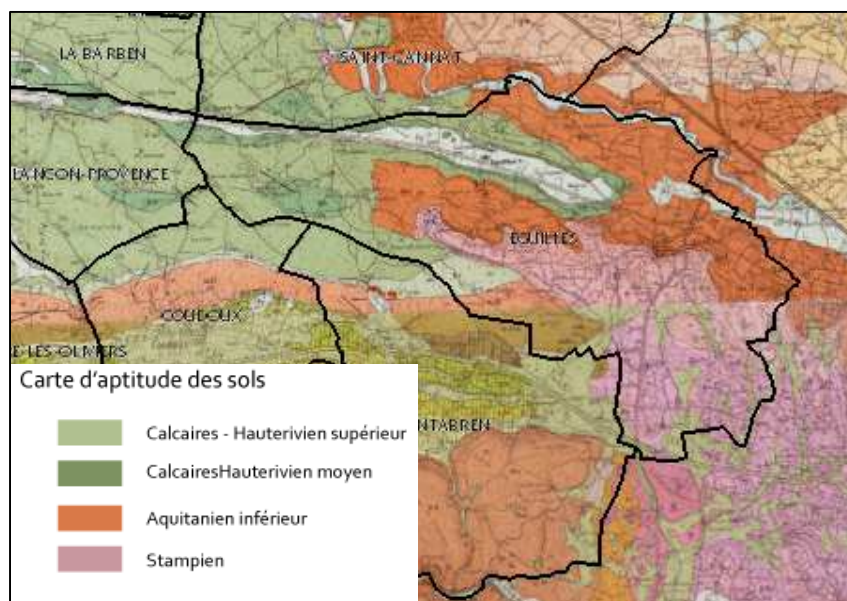 LA BARBEN
SAINT-CANNAT
LANCON-PROVENCE
EGUILLES
COUDOUX
E-LES-OLIVIERS
NTABREN
Carte d'aptitude des sols
Calcaires - Hauterivien supérieur
CalcairesHauterivien moyen
Aquitanien inférieur
Stampien